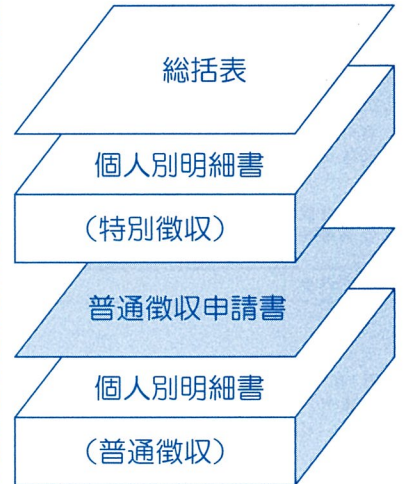 総括表
個人別明細書
（特別徴収）
普通徴収申請書
個人別明細書
（普通徴収）